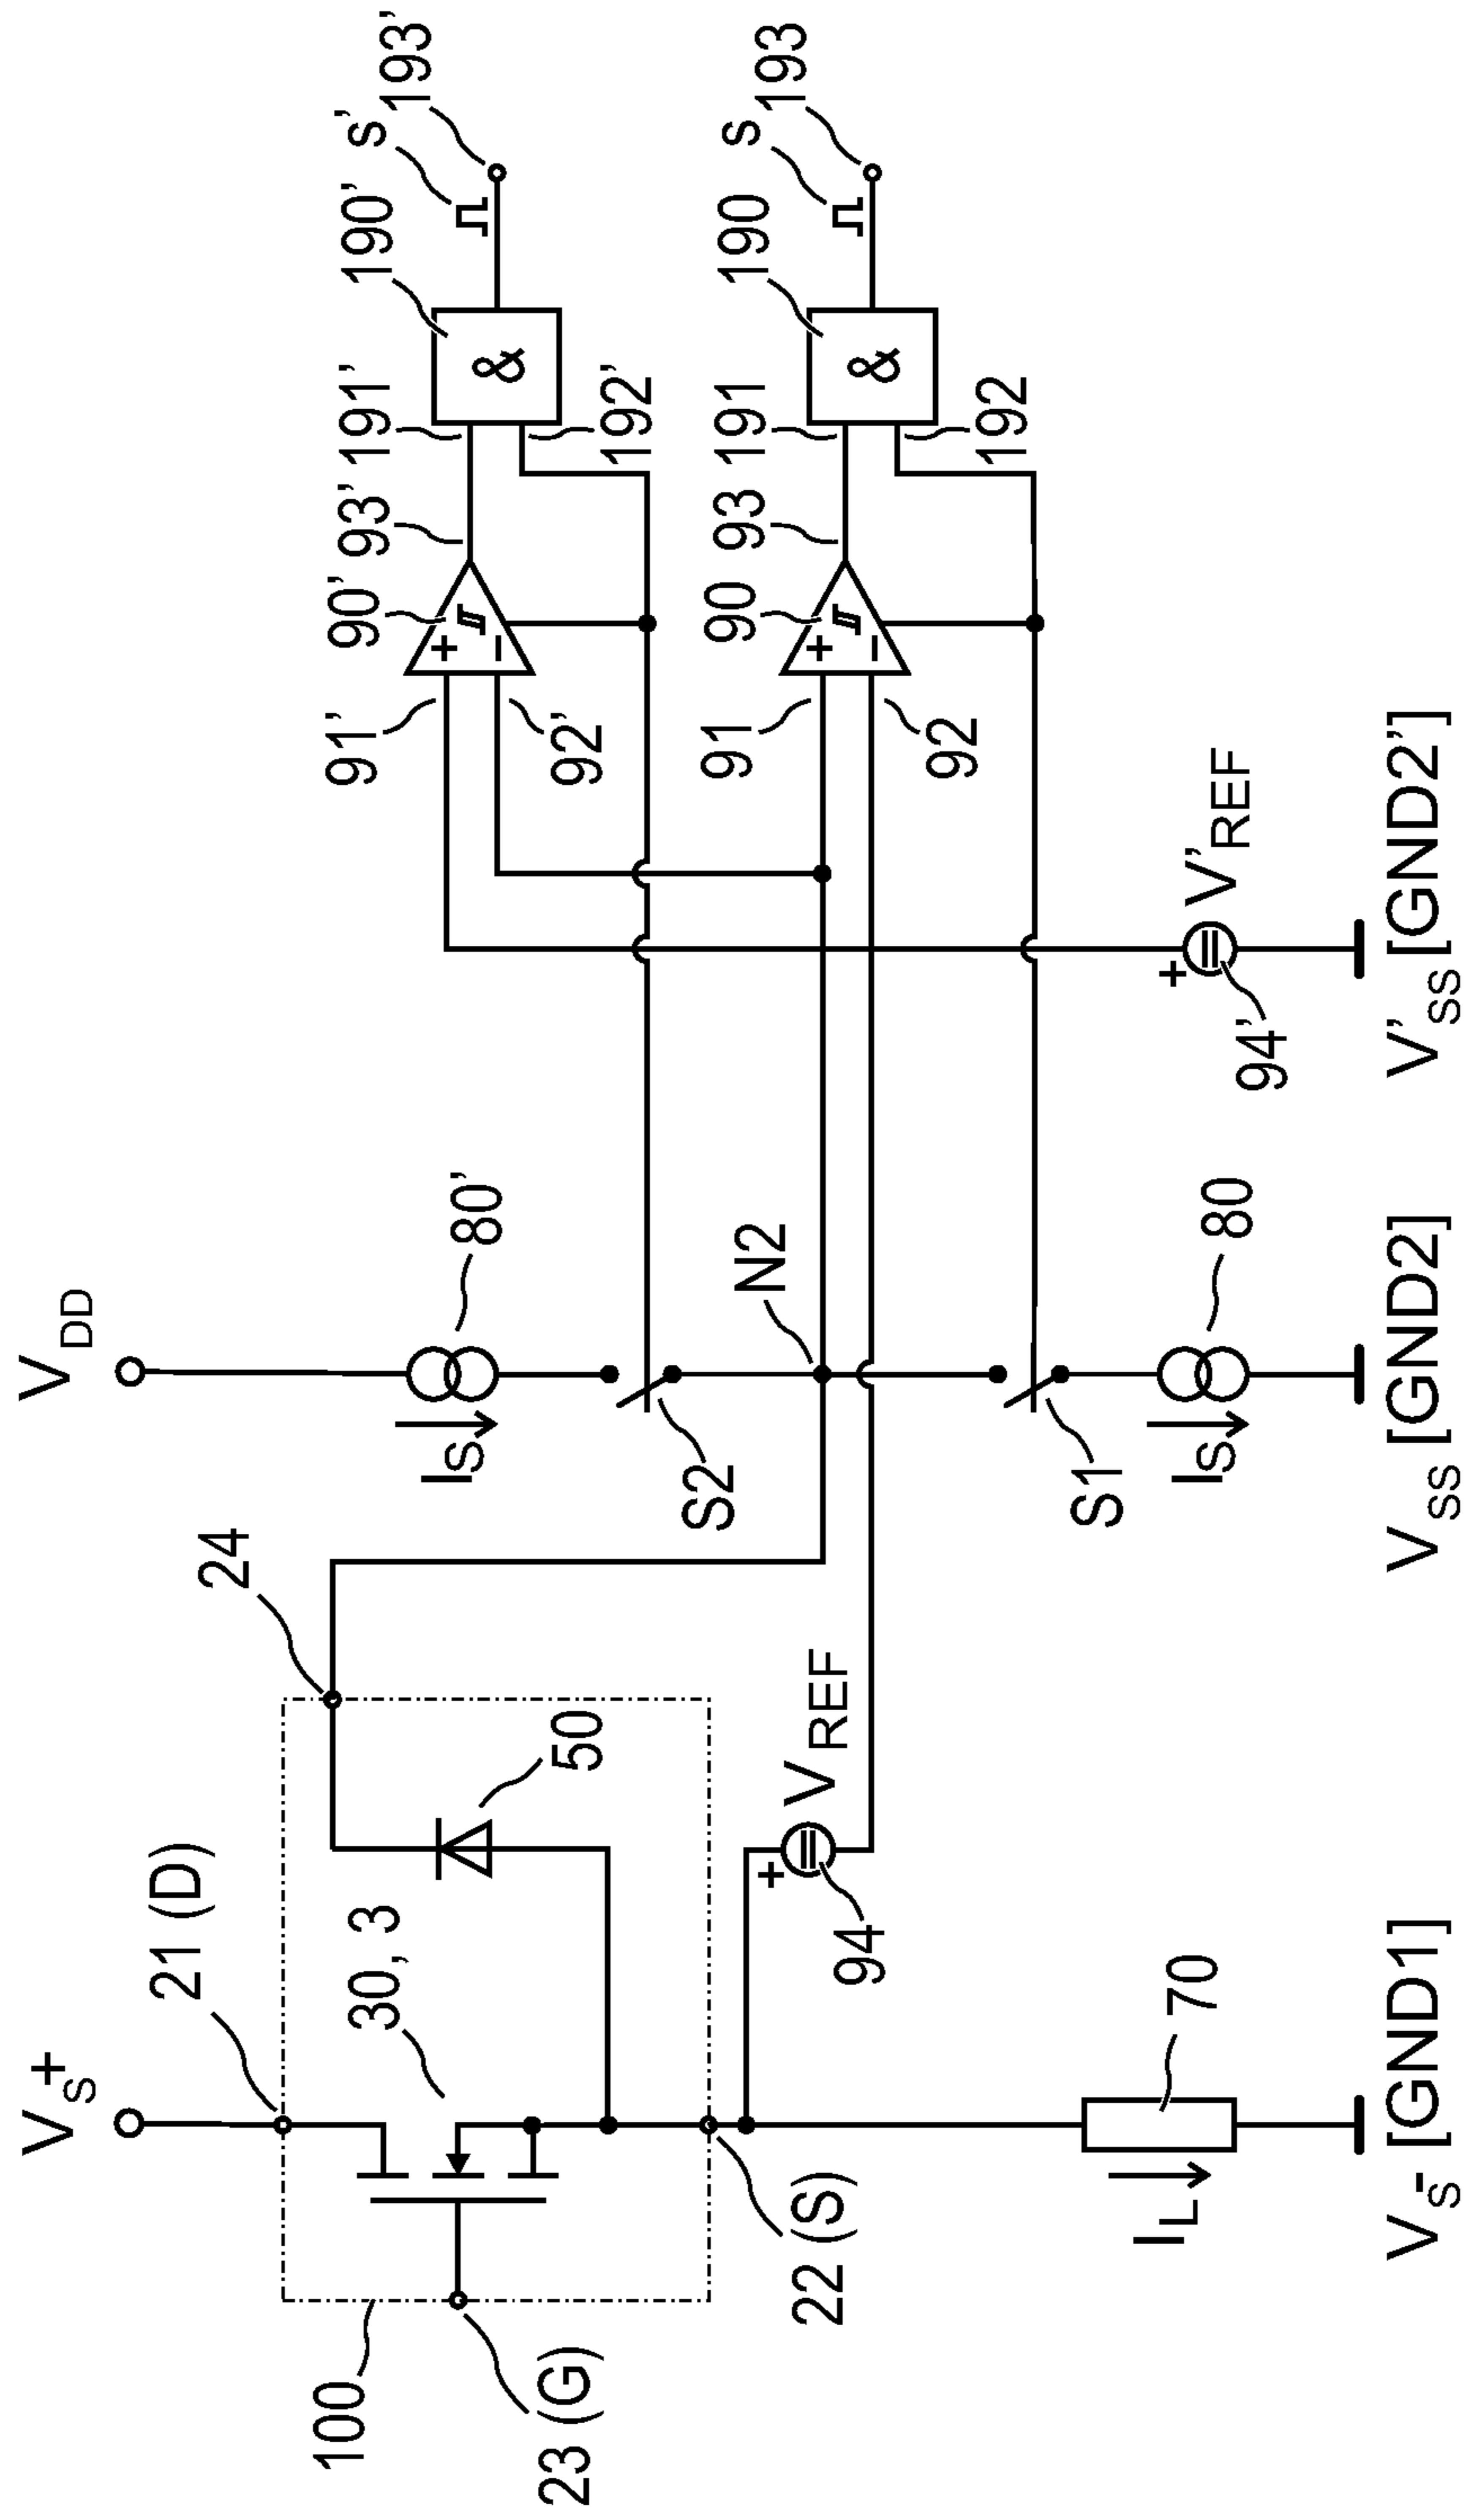 V_S+
V_DD
21 (D)
24
100
30, 3
50
23 (G)
22 (S)
V_REF
94
I_L
70
V_S- [GND1]
I_S
80'
S2
N2
S1
I_S
80
V_SS [GND2]
91'
90'
93'
191'
190'
s'
193'
+
-
&
92'
192'
91
90
93
191
190
s
193
+
-
&
92
192
+
+
V'_REF
94'
V'_SS [GND2']